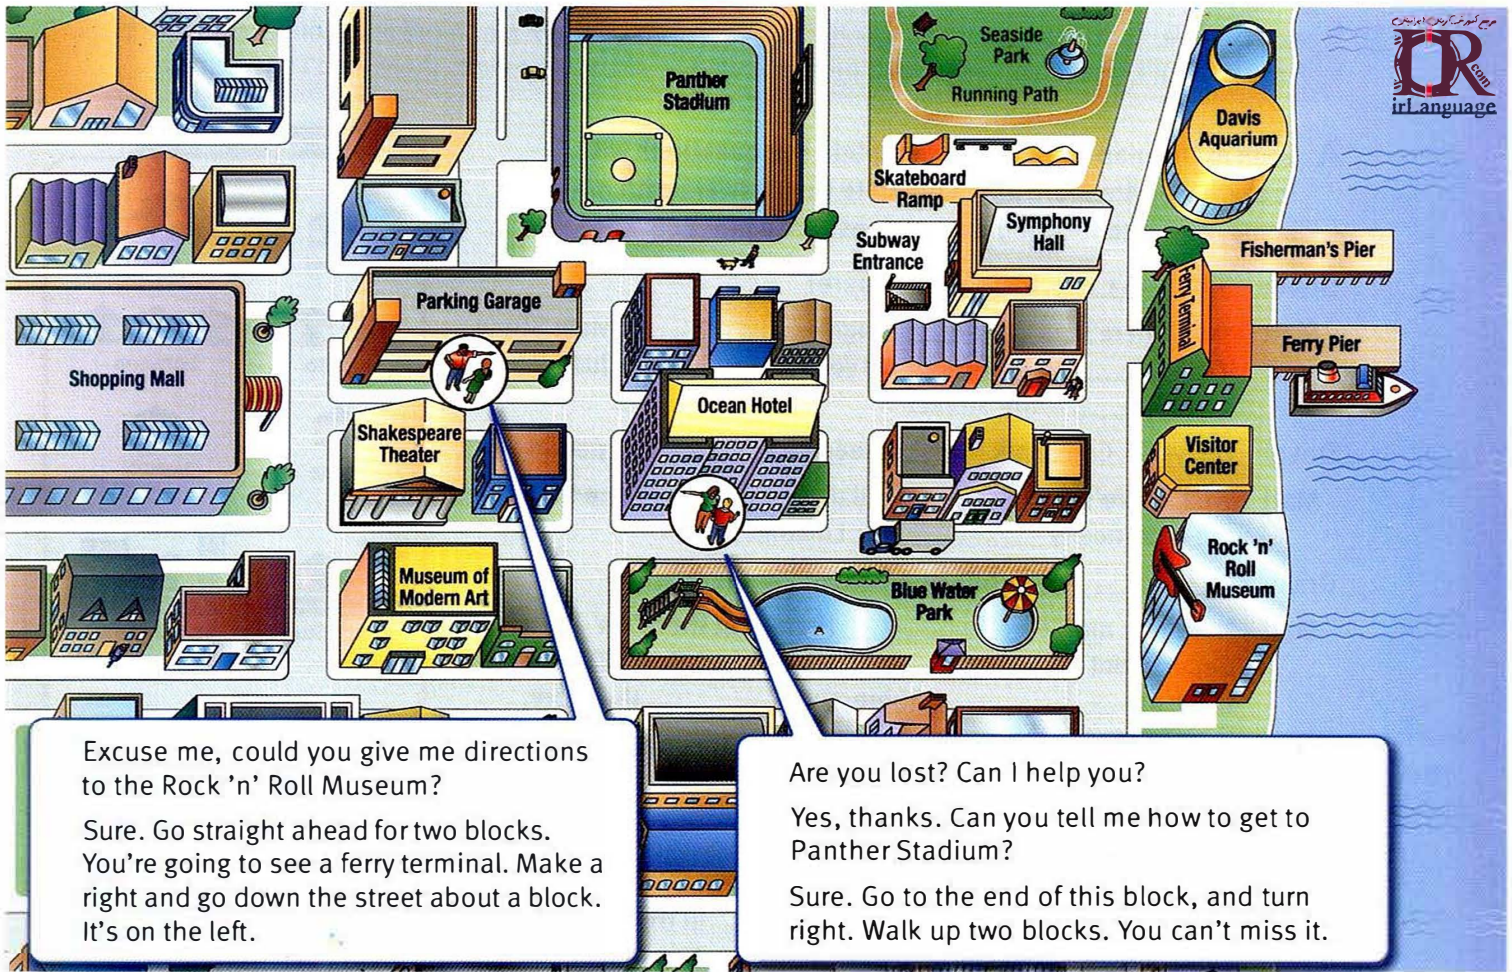 Panther
Stadium
Seaside
Park
Running Path
Davis
Aquarium
irLanguage
.com
Skateboard
Ramp
Symphony
Hall
Subway
Entrance
Fisherman's Pier
Parking Garage
Ferry Terminal
Ferry Pier
Shopping Mall
Ocean Hotel
Shakespeare
Theater
Visitor
Center
Museum of
Modern Art
Blue Water
Park
Rock 'n'
Roll
Museum
Excuse me, could you give me directions
to the Rock 'n' Roll Museum?
Sure. Go straight ahead for two blocks.
You're going to see a ferry terminal. Make a
right and go down the street about a block.
It's on the left.
Are you lost? Can I help you?
Yes, thanks. Can you tell me how to get to
Panther Stadium?
Sure. Go to the end of this block, and turn
right. Walk up two blocks. You can't miss it.